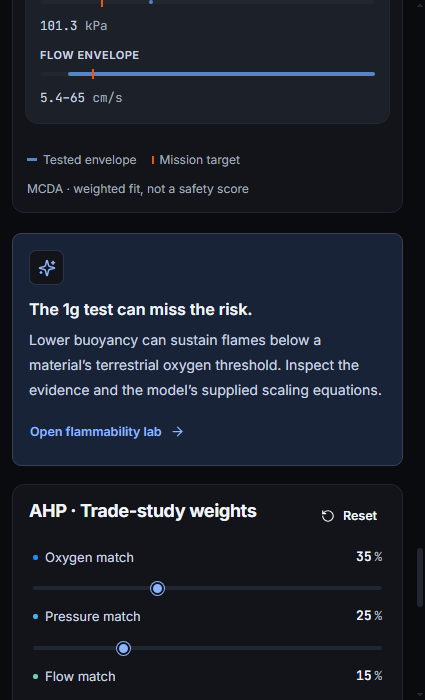 101.3 kPa
FLOW ENVELOPE
5.4–65 cm/s
Tested envelope
Mission target
MCDA · weighted fit, not a safety score
The 1g test can miss the risk.
Lower buoyancy can sustain flames below a
material’s terrestrial oxygen threshold. Inspect the
evidence and the model’s supplied scaling equations.
Open flammability lab →
AHP · Trade-study weights
Reset
Oxygen match 35%
Pressure match 25%
Flow match 15%